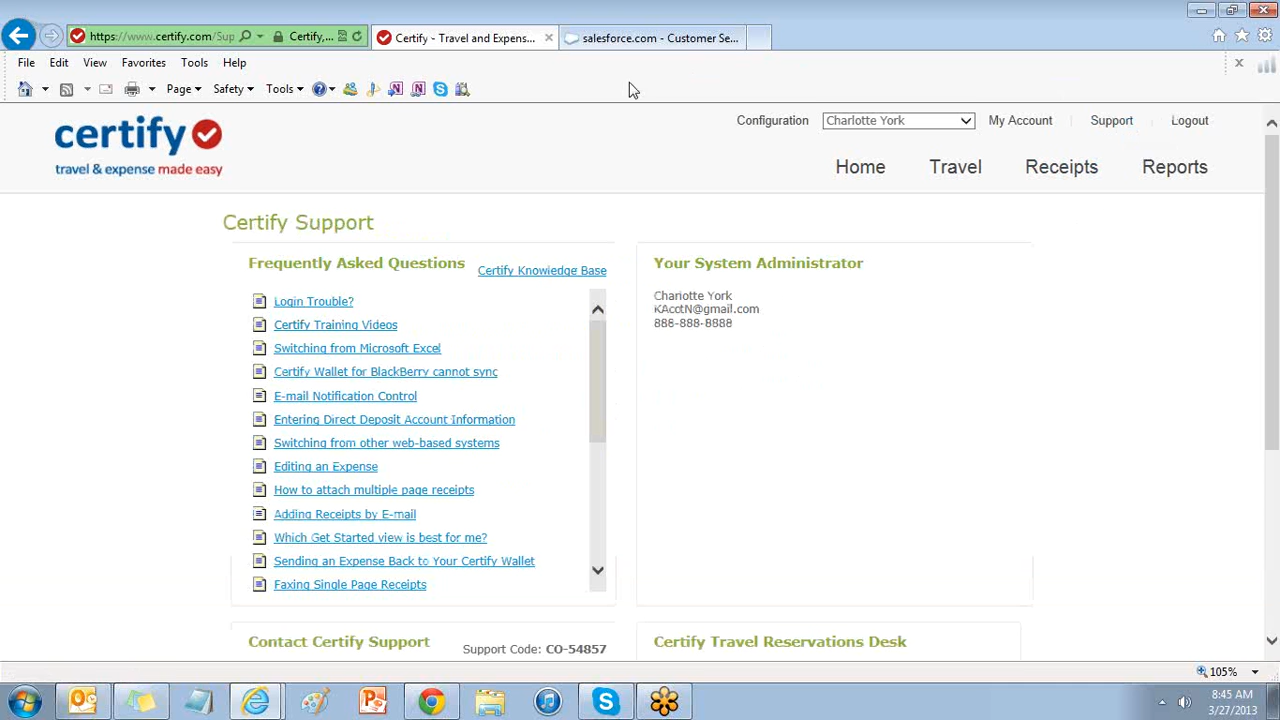 https://www.certify.com/Sup
Certify,...
Certify - Travel and Expens...
salesforce.com - Customer Se...
File Edit View Favorites Tools Help
Page Safety Tools
certify
travel & expense made easy
Configuration Charlotte York My Account Support Logout
Home Travel Receipts Reports
Certify Support
Frequently Asked Questions
Certify Knowledge Base
Login Trouble?
Certify Training Videos
Switching from Microsoft Excel
Certify Wallet for BlackBerry cannot sync
E-mail Notification Control
Entering Direct Deposit Account Information
Switching from other web-based systems
Editing an Expense
How to attach multiple page receipts
Adding Receipts by E-mail
Which Get Started view is best for me?
Sending an Expense Back to Your Certify Wallet
Faxing Single Page Receipts
Your System Administrator
Charlotte York
KAcctN@gmail.com
888-888-8888
Contact Certify Support
Support Code: CO-54857
Certify Travel Reservations Desk
105%
8:45 AM
3/27/2013